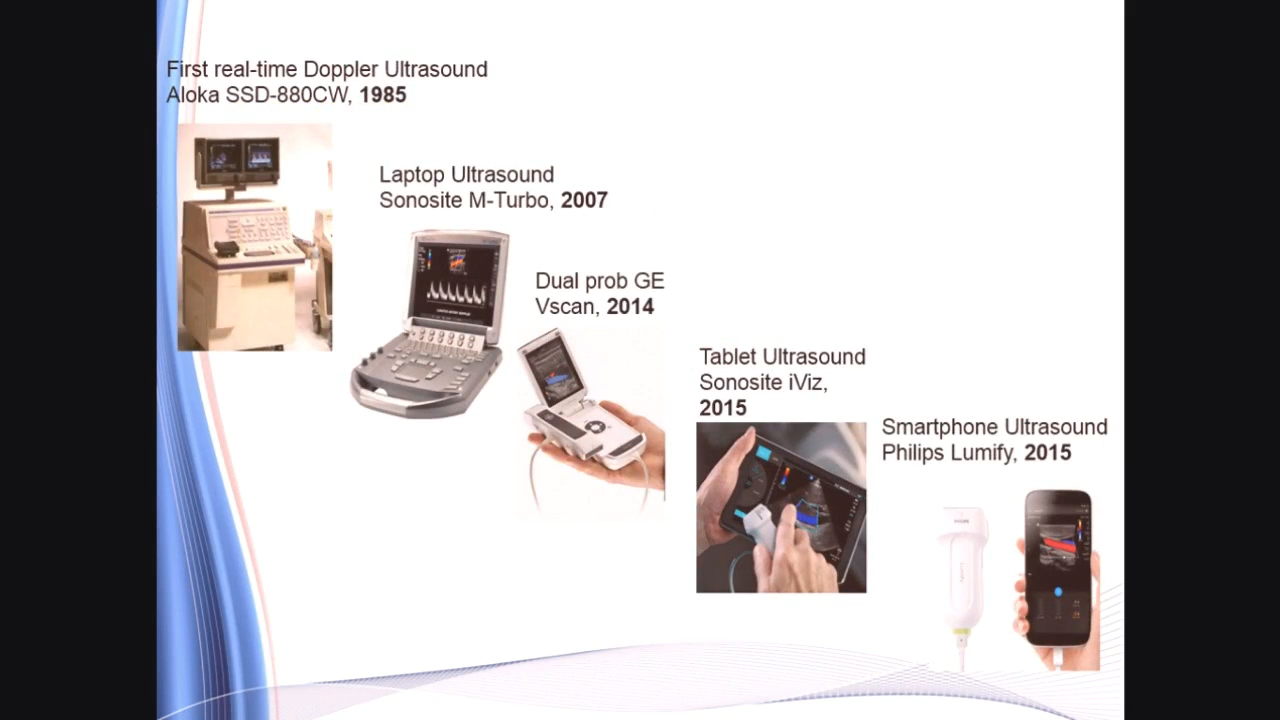 First real-time Doppler Ultrasound
Aloka SSD-880CW, 1985
Laptop Ultrasound
Sonosite M-Turbo, 2007
Dual prob GE
Vscan, 2014
Tablet Ultrasound
Sonosite iViz,
2015
Smartphone Ultrasound
Philips Lumify, 2015